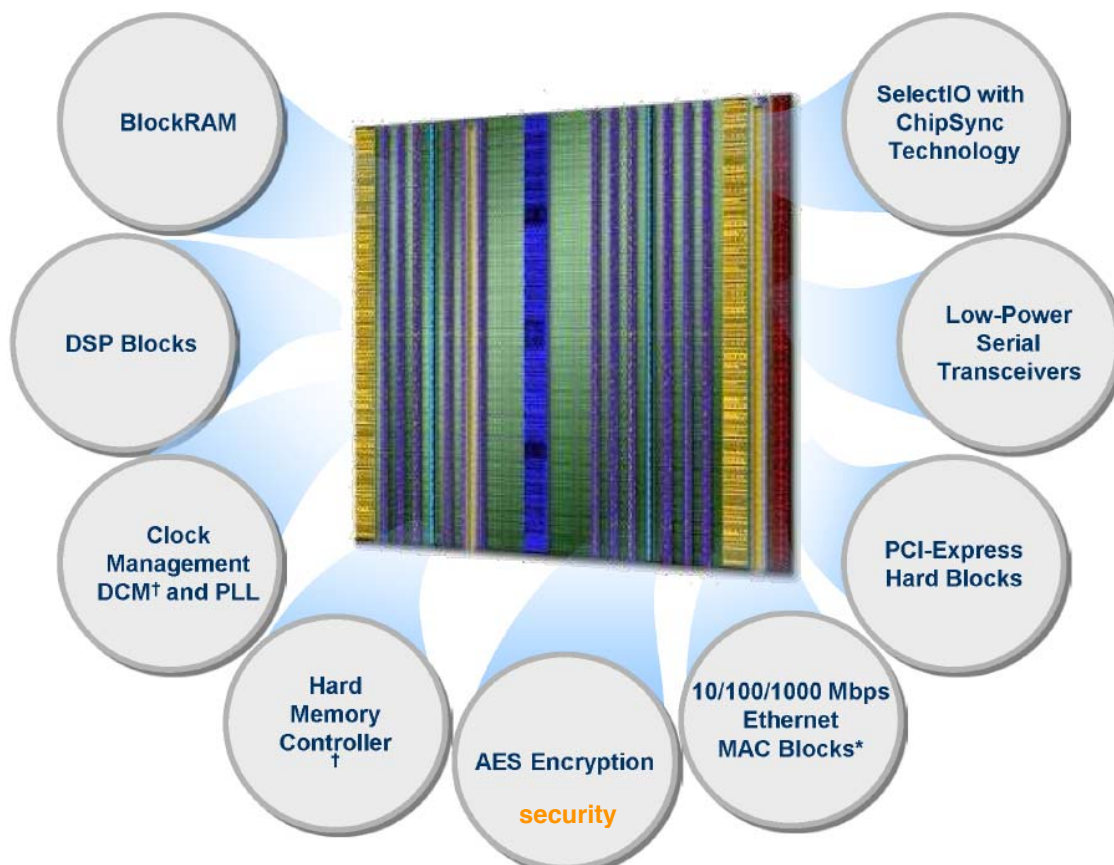 BlockRAM
DSP Blocks
Clock
Management
DCM† and PLL
Hard
Memory
Controller
†
AES Encryption
security
10/100/1000 Mbps
Ethernet
MAC Blocks*
PCI-Express
Hard Blocks
Low-Power
Serial
Transceivers
SelectIO with
ChipSync
Technology